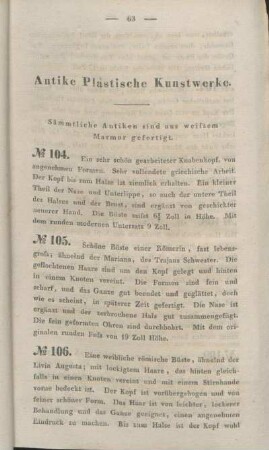 — 63 —
Antike Plastische Kunstwerke.
Sämmtliche Antiken sind aus weifsem
Marmor gefertigt.
№ 104. Ein sehr schön gearbeiteter Knabenkopf, von
angenehmen Formen. Sehr vollendete griechische Arbeit.
Der Kopf bis zum Halse ist ziemlich erhalten. Ein kleiner
Theil der Nase und Unterlippe, so auch der untere Theil
des Halses und der Brust, sind ergänzt von geschickter
neuerer Hand. Die Büste selbst 6½ Zoll in Höhe. Mit
dem runden modernen Untersatz 9 Zoll.
№ 105. Schöne Büste einer Römerin, fast lebens-
grofs; ähnelnd der Mariana, des Trajans Schwester. Die
geflochtenen Haare sind um den Kopf gelegt und hinten
in einem Knoten vereint. Die Formen sind fein und
scharf, und das Ganze gut beendet und geglättet, doch
wie es scheint, in späterer Zeit gefertigt. Die Nase ist
ergänzt und der verletzte Hals gut zusammengefügt.
Die fein geformten Ohren sind durchbohrt. Mit dem ori-
ginalen runden Fufs von 19 Zoll Höhe.
№ 106. Eine weibliche römische Büste, ähnelnd der
Livia Augusta; mit lockigtem Haare, das hinten gleich-
falls in einem Knoten vereint und mit einem Stirnbande
vorne bedeckt ist. Der Kopf ist vorübergebogen und von
feiner schöner Form. Das Haar ist von leichter, lockerer
Behandlung und das Ganze geeignet, einen angenehmen
Eindruck zu machen. Bis zum Halse ist der Kopf wohl